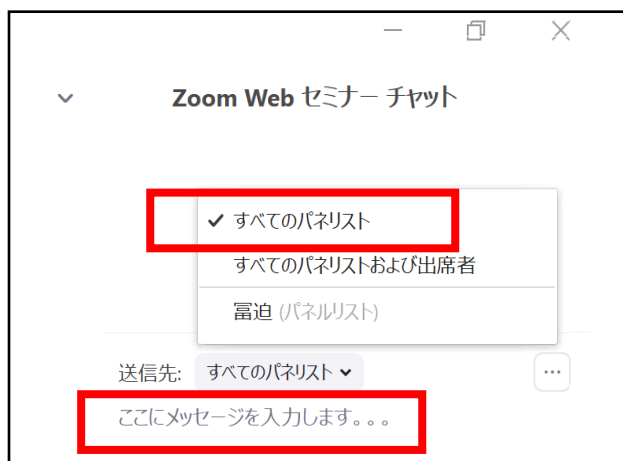 Zoom Web セミナー チャット
すべてのパネリスト
すべてのパネリストおよび出席者
冨迫 (パネルリスト)
送信先: すべてのパネリスト
ここにメッセージを入力します。。。